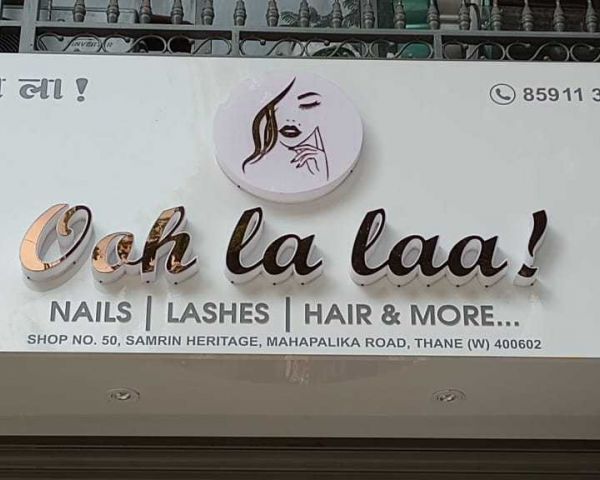 ला !
85911 3
Ooh la laa!
NAILS | LASHES | HAIR & MORE...
SHOP NO. 50, SAMRIN HERITAGE, MAHAPALIKA ROAD, THANE (W) 400602